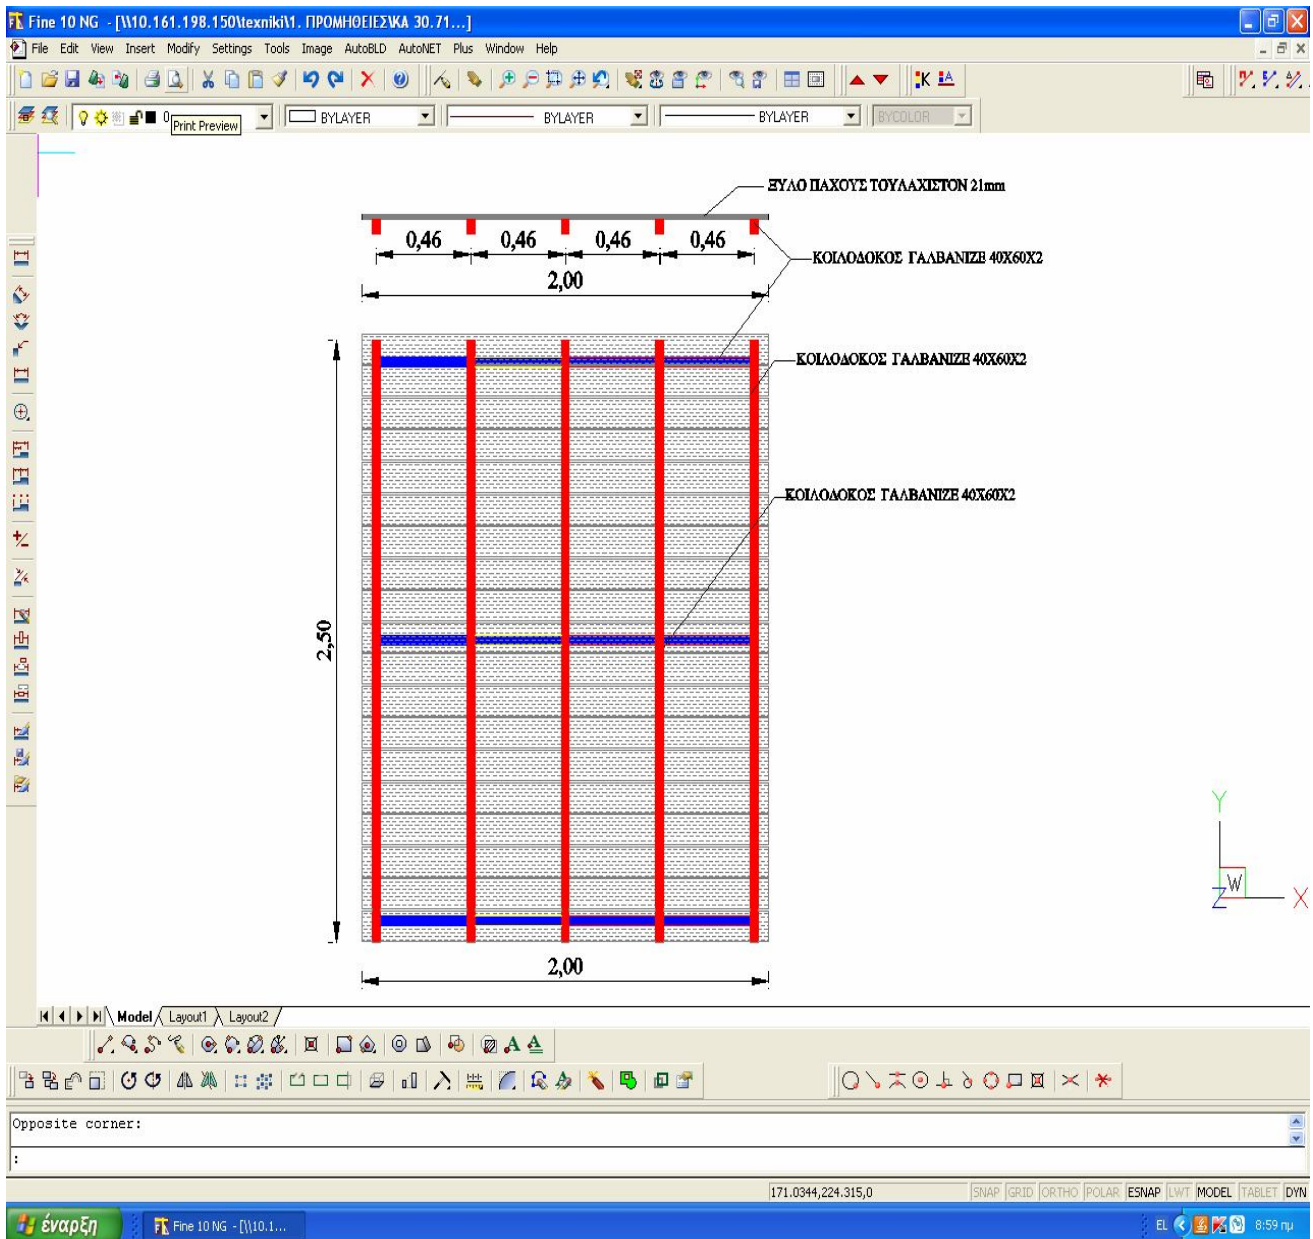 Fine 10 NG - [\\10.161.198.150\texniki\1. ΠΡΟΜΗΘΕΙΕΣ\ΚΑ 30.71...]
File Edit View Insert Modify Settings Tools Image AutoBLD AutoNET Plus Window Help
BYLAYER BYLAYER BYLAYER BYCOLOR
Print Preview
ΞΥΛΟ ΠΑΧΟΥΣ ΤΟΥΛΑΧΙΣΤΟΝ 21mm
0,46 0,46 0,46 0,46
ΚΟΙΛΟΔΟΚΟΣ ΓΑΛΒΑΝΙΖΕ 40X60X2
2,00
ΚΟΙΛΟΔΟΚΟΣ ΓΑΛΒΑΝΙΖΕ 40X60X2
ΚΟΙΛΟΔΟΚΟΣ ΓΑΛΒΑΝΙΖΕ 40X60X2
2,50
Y
W
Z X
2,00
Model Layout1 Layout2
Opposite corner:
:
171.0344,224.315,0 SNAP GRID ORTHO POLAR ESNAP LWT MODEL TABLET DYN
έναρξη Fine 10 NG - [\\10.1... EL 8:59 πμ